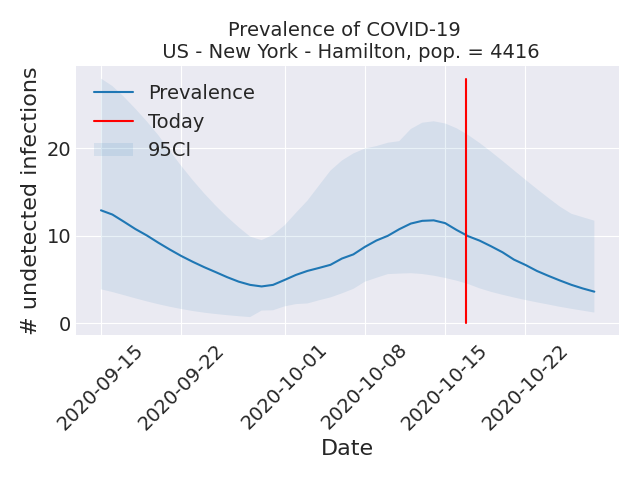 Prevalence of COVID-19
US - New York - Hamilton, pop. = 4416
# undetected infections
20
10
0
Prevalence
Today
95CI
2020-09-15
2020-09-22
2020-10-01
2020-10-08
2020-10-15
2020-10-22
Date